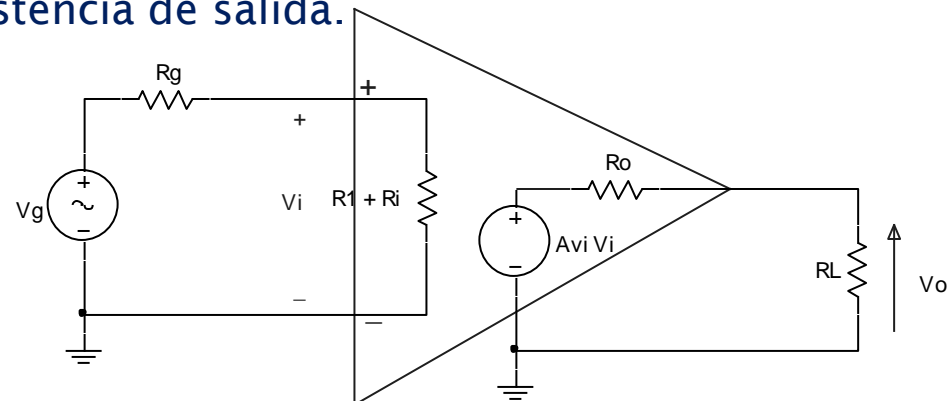 stencia de salida.
Rg
+
+
Ro
+
Vg
~
Vi
R1 + Ri
+
Avi Vi
−
−
RL
Vo
−
−